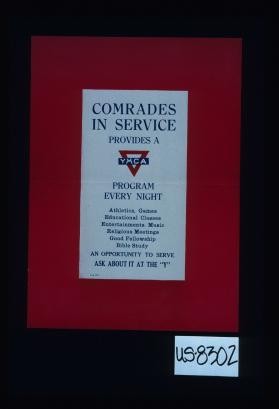 COMRADES
IN SERVICE
PROVIDES A
YMCA
PROGRAM
EVERY NIGHT
Athletics, Games
Educational Classes
Entertainments, Music
Religious Meetings
Good Fellowship
Bible Study
AN OPPORTUNITY TO SERVE
ASK ABOUT IT AT THE "Y"
US-8302